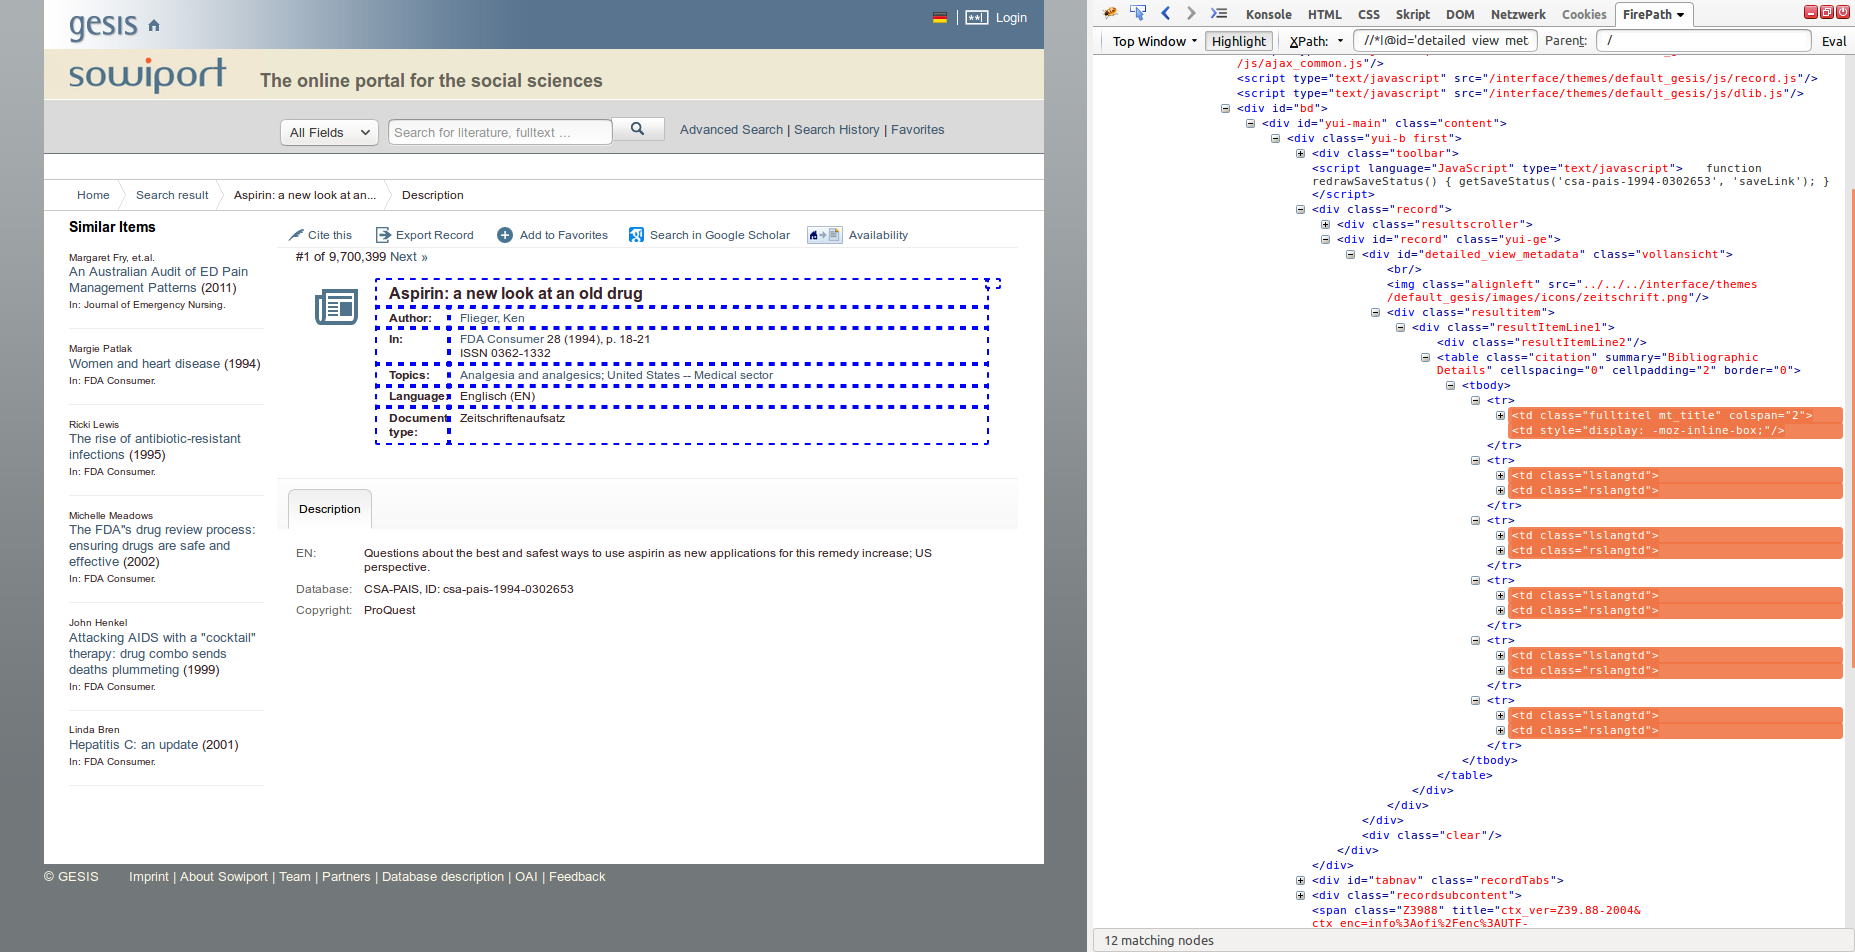 gesis
Login
sowiport The online portal for the social sciences
All Fields
Search for literature, fulltext ...
Advanced Search | Search History | Favorites
Home Search result Aspirin: a new look at an... Description
Similar Items
Margaret Fry, et.al.
An Australian Audit of ED Pain
Management Patterns (2011)
In: Journal of Emergency Nursing.
Margie Patlak
Women and heart disease (1994)
In: FDA Consumer.
Ricki Lewis
The rise of antibiotic-resistant
infections (1995)
In: FDA Consumer.
Michelle Meadows
The FDA"s drug review process:
ensuring drugs are safe and
effective (2002)
In: FDA Consumer.
John Henkel
Attacking AIDS with a "cocktail"
therapy: drug combo sends
deaths plummeting (1999)
In: FDA Consumer.
Linda Bren
Hepatitis C: an update (2001)
In: FDA Consumer.
Cite this Export Record Add to Favorites Search in Google Scholar Availability
#1 of 9,700,399 Next »
Aspirin: a new look at an old drug
Author: Flieger, Ken
In: FDA Consumer 28 (1994), p. 18-21
ISSN 0362-1332
Topics: Analgesia and analgesics; United States -- Medical sector
Language: Englisch (EN)
Document type: Zeitschriftenaufsatz
Description
EN: Questions about the best and safest ways to use aspirin as new applications for this remedy increase; US
perspective.
Database: CSA-PAIS, ID: csa-pais-1994-0302653
Copyright: ProQuest
© GESIS Imprint | About Sowiport | Team | Partners | Database description | OAI | Feedback
Konsole HTML CSS Skript DOM Netzwerk Cookies FirePath
Top Window Highlight XPath: //*[@id='detailed_view_met Parent: / Eval
/js/ajax_common.js"/>
<script type="text/javascript" src="/interface/themes/default_gesis/js/record.js"/>
<script type="text/javascript" src="/interface/themes/default_gesis/js/dlib.js"/>
<div id="bd">
<div id="yui-main" class="content">
<div class="yui-b first">
<div class="toolbar">
<script language="JavaScript" type="text/javascript"> function
redrawSaveStatus() { getSaveStatus('csa-pais-1994-0302653', 'saveLink'); }
</script>
<div class="record">
<div class="resultscroller">
<div id="record" class="yui-ge">
<div id="detailed_view_metadata" class="vollansicht">
<br/>
<img class="alignleft" src="../../../interface/themes
/default_gesis/images/icons/zeitschrift.png"/>
<div class="resultitem">
<div class="resultItemLine1">
<div class="resultItemLine2"/>
<table class="citation" summary="Bibliographic
Details" cellspacing="0" cellpadding="2" border="0">
<tbody>
<tr>
<td class="fulltitel mt_title" colspan="2">
<td style="display: -moz-inline-box;"/>
</tr>
<tr>
<td class="lslangtd">
<td class="rslangtd">
</tr>
<tr>
<td class="lslangtd">
<td class="rslangtd">
</tr>
<tr>
<td class="lslangtd">
<td class="rslangtd">
</tr>
<tr>
<td class="lslangtd">
<td class="rslangtd">
</tr>
<tr>
<td class="lslangtd">
<td class="rslangtd">
</tr>
</tbody>
</table>
</div>
</div>
</div>
<div class="clear"/>
</div>
</div>
<div id="tabnav" class="recordTabs">
<div class="recordsubcontent">
<span class="Z3988" title="ctx_ver=Z39.88-2004&
ctx_enc=info%3Aofi%2Fenc%3AUTF-
12 matching nodes